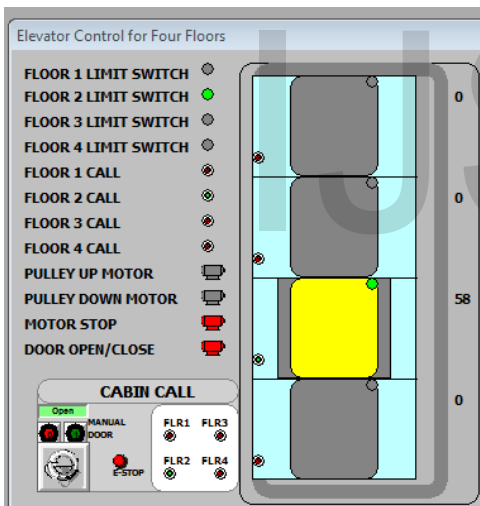 Elevator Control for Four Floors
FLOOR 1 LIMIT SWITCH
FLOOR 2 LIMIT SWITCH
FLOOR 3 LIMIT SWITCH
FLOOR 4 LIMIT SWITCH
FLOOR 1 CALL
FLOOR 2 CALL
FLOOR 3 CALL
FLOOR 4 CALL
PULLEY UP MOTOR
PULLEY DOWN MOTOR
MOTOR STOP
DOOR OPEN/CLOSE
0
0
58
0
CABIN CALL
Open
MANUAL
DOOR
E-STOP
FLR1 FLR3
FLR2 FLR4